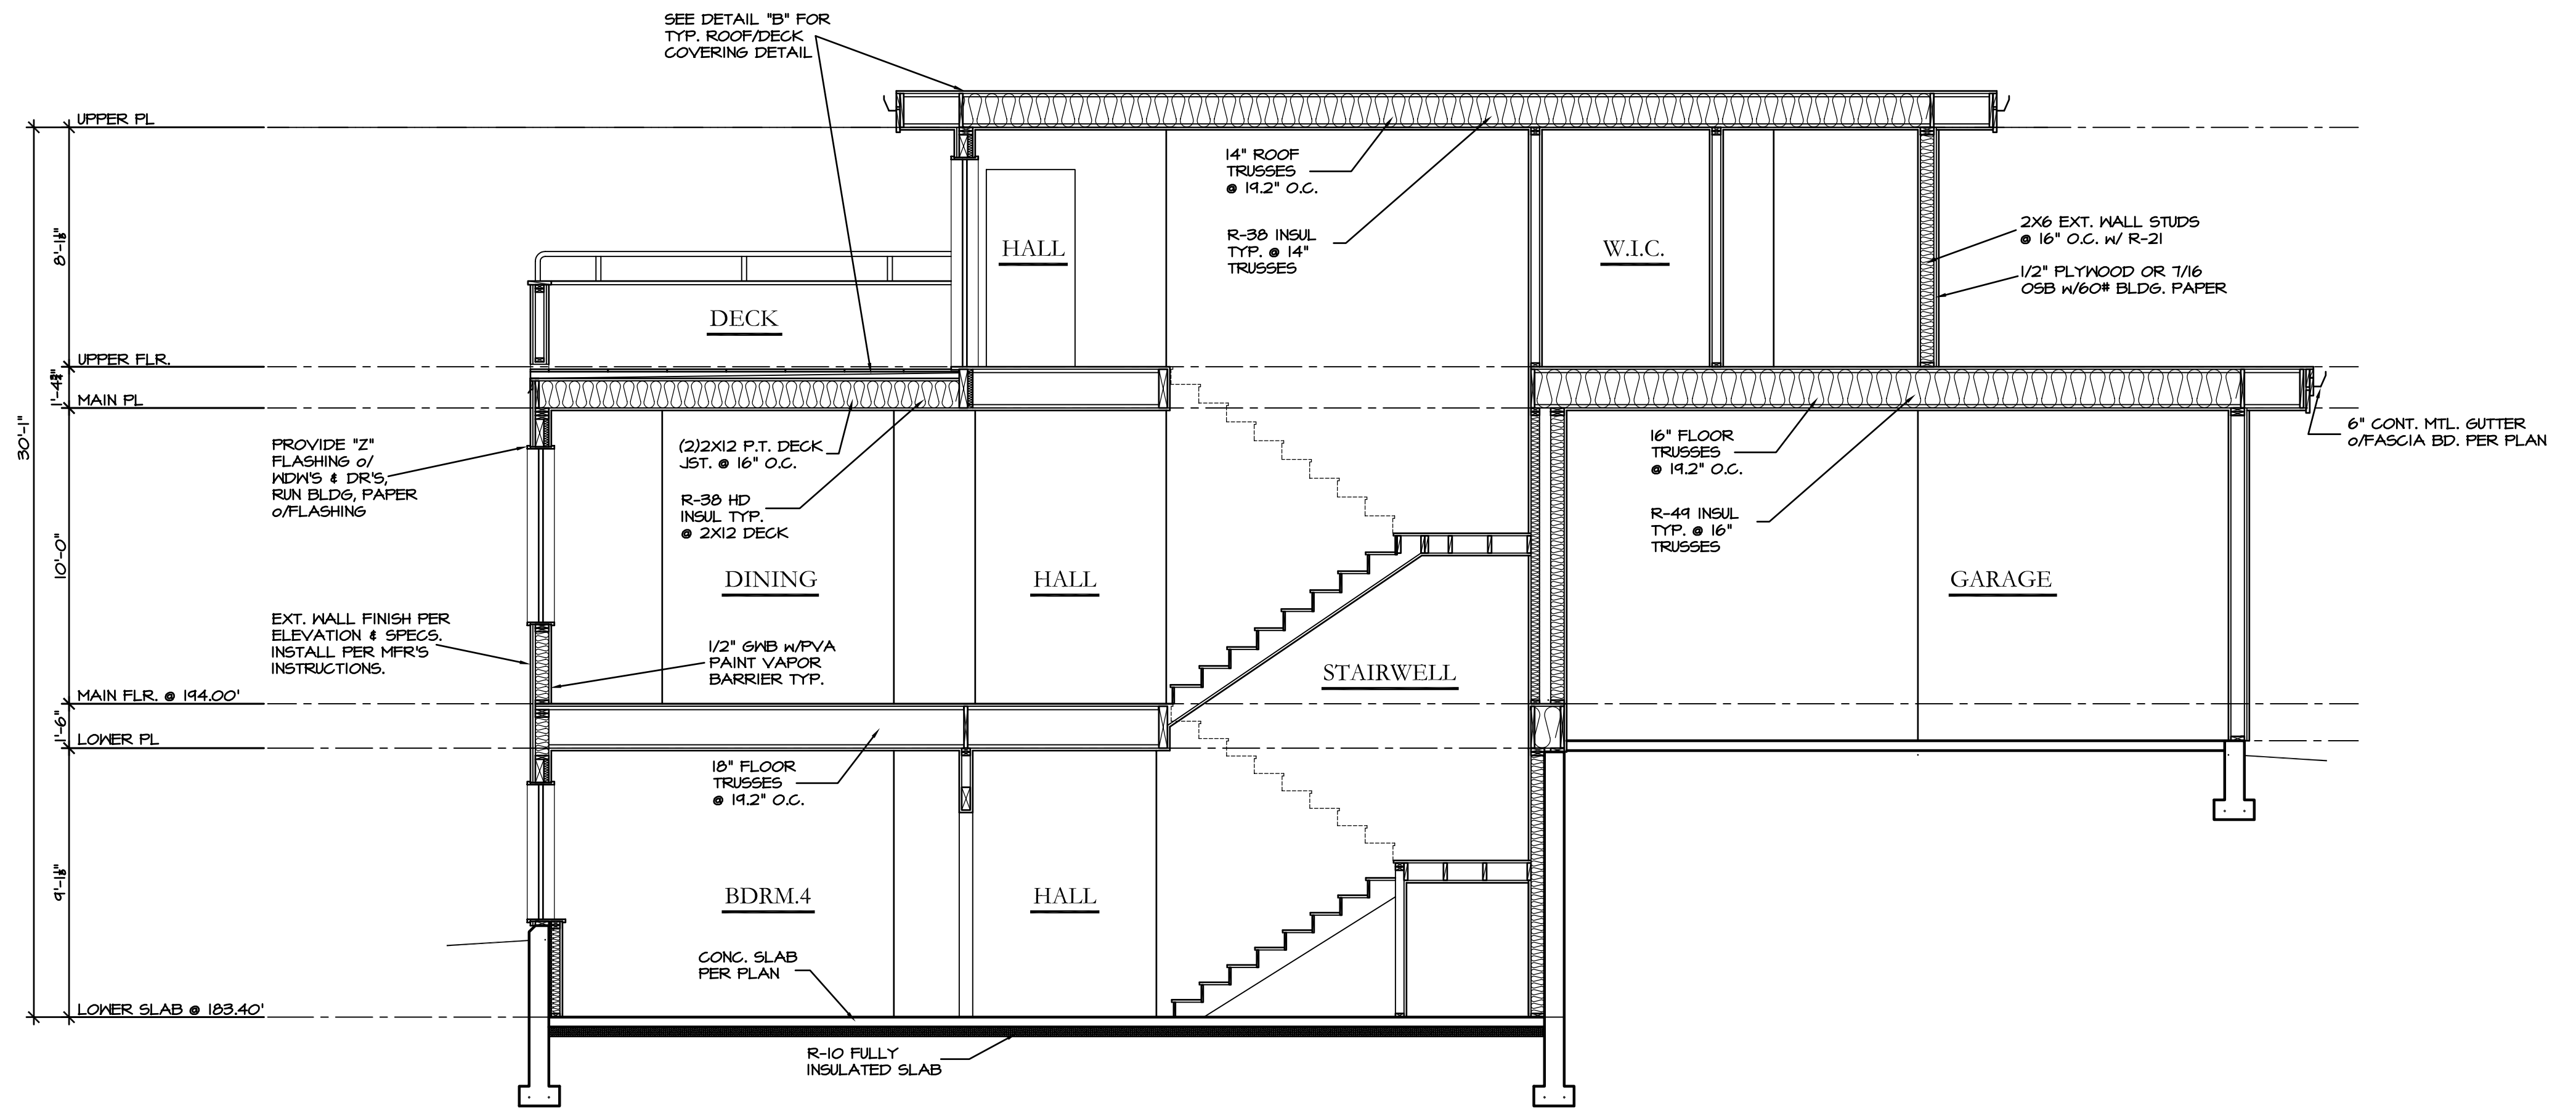 SEE DETAIL "B" FOR
TYP. ROOF/DECK
COVERING DETAIL
UPPER PL
14" ROOF
TRUSSES
@ 19.2" O.C.
R-38 INSUL
TYP. @ 14"
TRUSSES
HALL
W.I.C.
2X6 EXT. WALL STUDS
@ 16" O.C. W/ R-21
1/2" PLYWOOD OR 7/16
OSB W/60# BLDG. PAPER
DECK
UPPER FLR.
MAIN PL
30'-1"
PROVIDE "Z"
FLASHING o/
WDW'S & DR'S,
RUN BLDG, PAPER
o/FLASHING
(2)2X12 P.T. DECK
JST. @ 16" O.C.
R-38 HD
INSUL TYP.
@ 2X12 DECK
16" FLOOR
TRUSSES
@ 19.2" O.C.
R-49 INSUL
TYP. @ 16"
TRUSSES
6" CONT. MTL. GUTTER
o/FASCIA BD. PER PLAN
10'-0"
DINING
HALL
GARAGE
EXT. WALL FINISH PER
ELEVATION & SPECS.
INSTALL PER MFR'S
INSTRUCTIONS.
1/2" GWB W/PVA
PAINT VAPOR
BARRIER TYP.
STAIRWELL
MAIN FLR. @ 194.00'
1'-6"
LOWER PL
18" FLOOR
TRUSSES
@ 19.2" O.C.
BDRM.4
HALL
CONC. SLAB
PER PLAN
LOWER SLAB @ 183.40'
R-10 FULLY
INSULATED SLAB